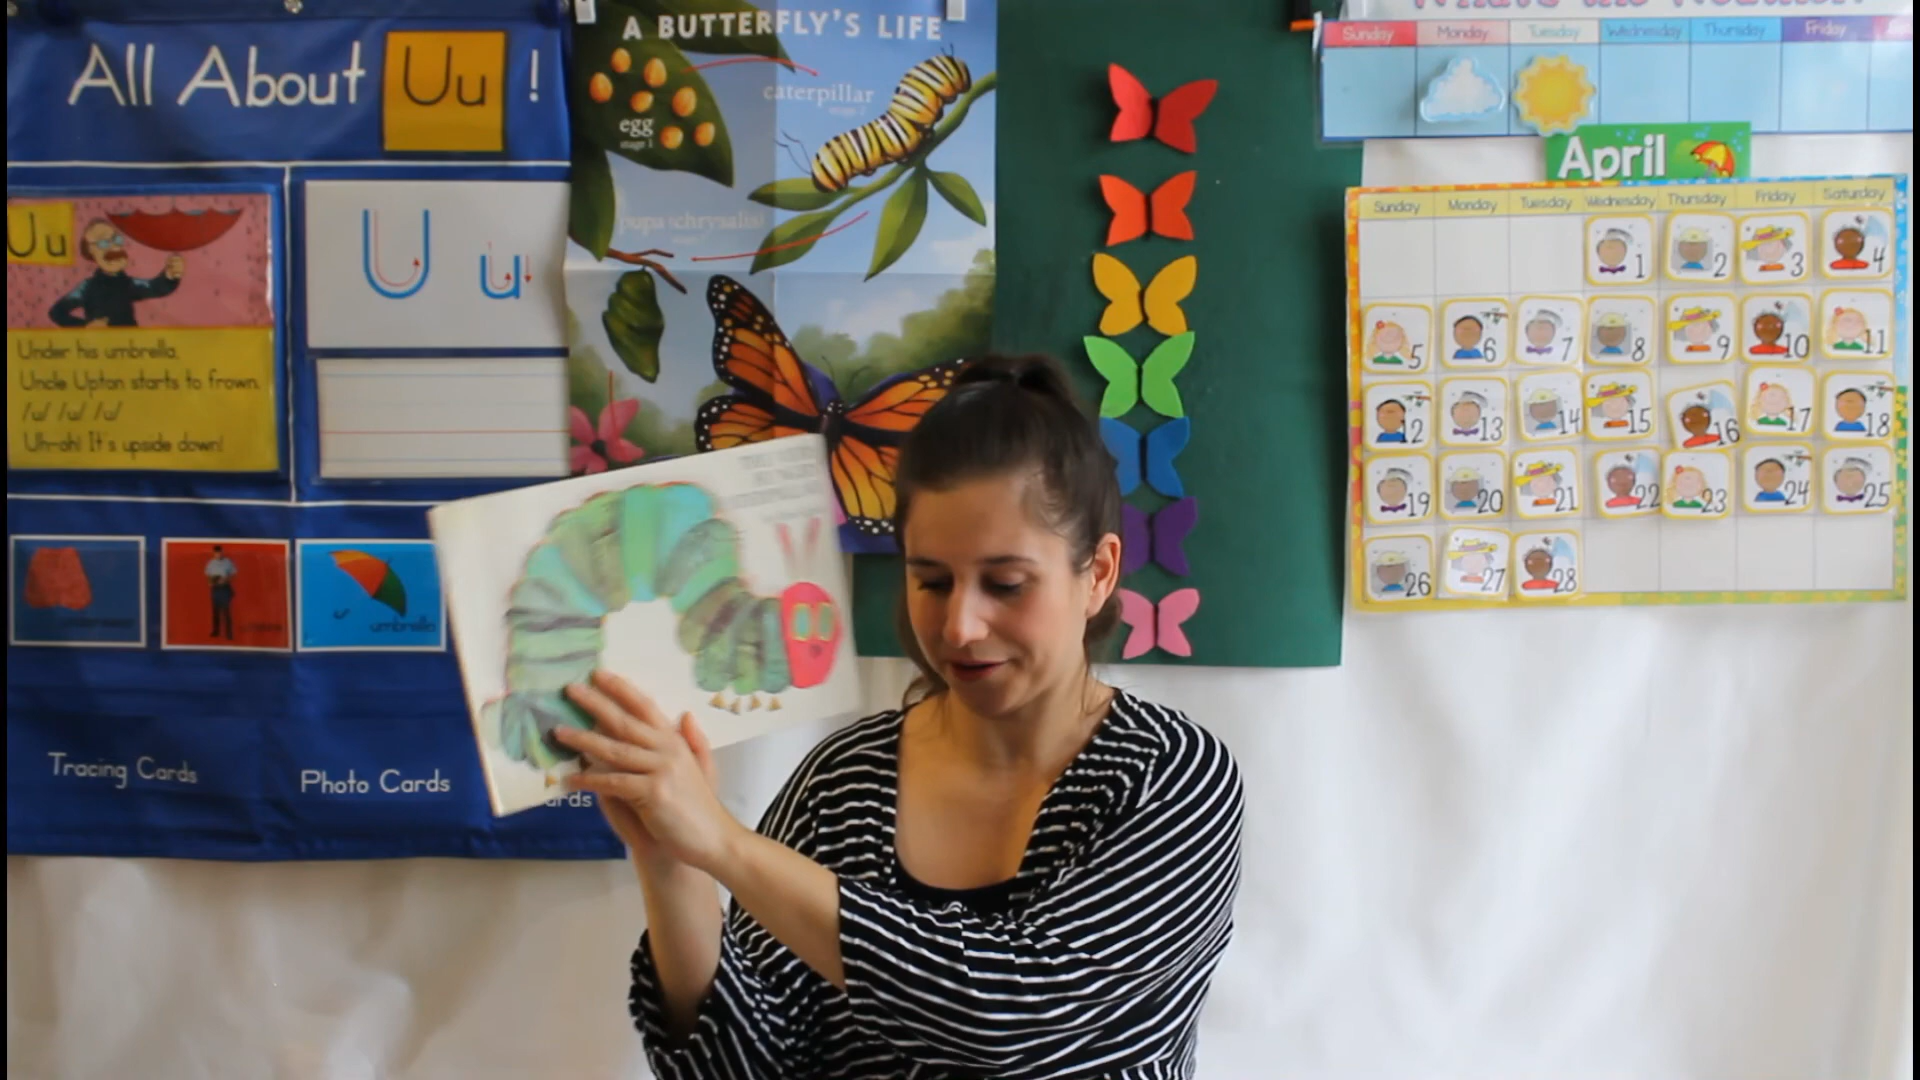 All About Uu !
Uu
Under his umbrella,
Uncle Upton starts to frown.
/u/ /u/ /u/
Uh-oh! It's upside down!
U u
umbrella
Tracing Cards
Photo Cards
ards
A BUTTERFLY'S LIFE
egg
stage 1
caterpillar
pupa (chrysalis)
Sunday Monday Tuesday Wednesday Thursday Friday
April
Sunday Monday Tuesday Wednesday Thursday Friday Saturday
1 2 3 4
5 6 7 8 9 10 11
12 13 14 15 16 17 18
19 20 21 22 23 24 25
26 27 28